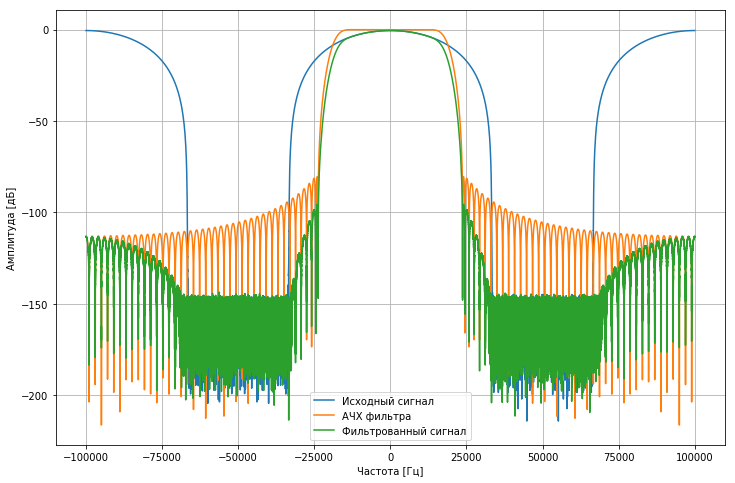 0
−50
−100
−150
−200
Амплитуда [дБ]
Исходный сигнал
АЧХ фильтра
Фильтрованный сигнал
−100000 −75000 −50000 −25000 0 25000 50000 75000 100000
Частота [Гц]